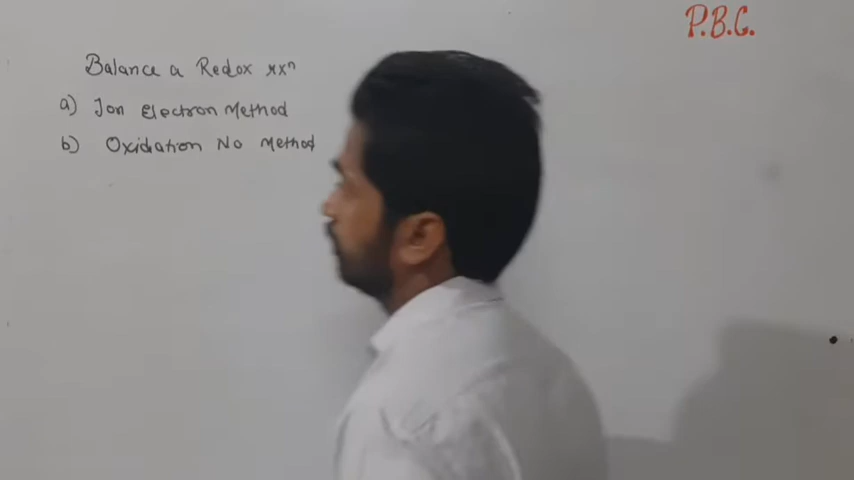 P.B.C.
Balance a Redox rxⁿ
a) Ion Electron Method
b) Oxidation No Method